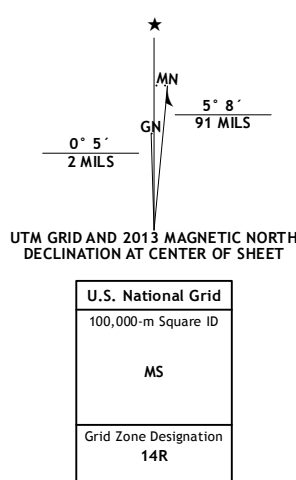 ★
MN
5° 8´
91 MILS
GN
0° 5´
2 MILS
UTM GRID AND 2013 MAGNETIC NORTH
DECLINATION AT CENTER OF SHEET
U.S. National Grid
100,000-m Square ID
MS
Grid Zone Designation
14R